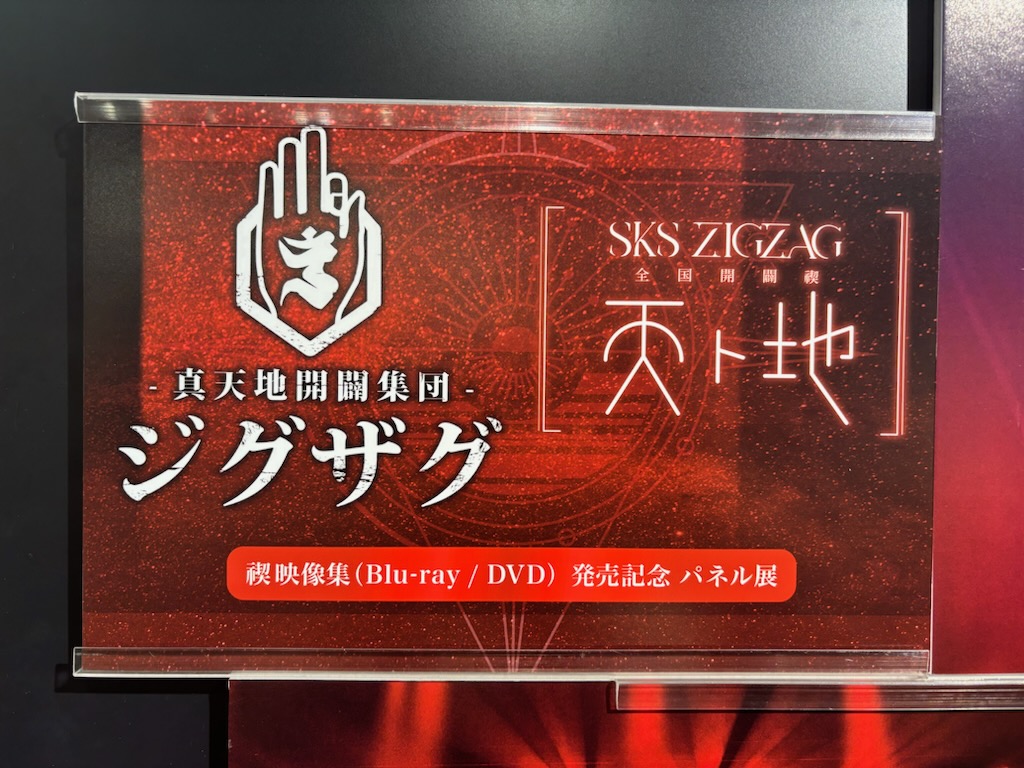 - 真天地開闢集団 -
ジグザグ
SKS ZIGZAG
全国開闢禊
天ト地
禊映像集(Blu-ray / DVD) 発売記念 パネル展